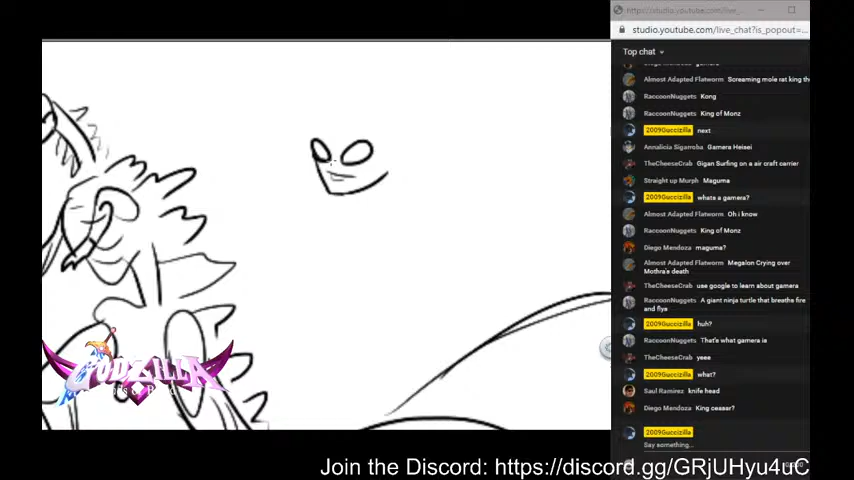 https://studio.youtube.com/live_...
studio.youtube.com/live_chat?is_popout=...
Top chat
Almost Adapted Flatworm Screaming mole rat king th
RaccoonNuggets Kong
RaccoonNuggets King of Monz
2009Guccizilla next
Annalicia Sigarroba Gamera Heisei
TheCheeseCrab Gigan Surfing on a air craft carrier
Straight up Murph Maguma
2009Guccizilla whats a gamera?
Almost Adapted Flatworm Oh i know
RaccoonNuggets King of Monz
Diego Mendoza maguma?
Almost Adapted Flatworm Megalon Crying over
Mothra's death
TheCheeseCrab use google to learn about gamera
RaccoonNuggets A giant ninja turtle that breathe fire
and flya
2009Guccizilla huh?
RaccoonNuggets That's what gamera is
TheCheeseCrab yeee
2009Guccizilla what?
Saul Ramirez knife head
Diego Mendoza King ceaser?
2009Guccizilla
Say something...
GODZILLA
Join the Discord: https://discord.gg/GRjUHyu4uC